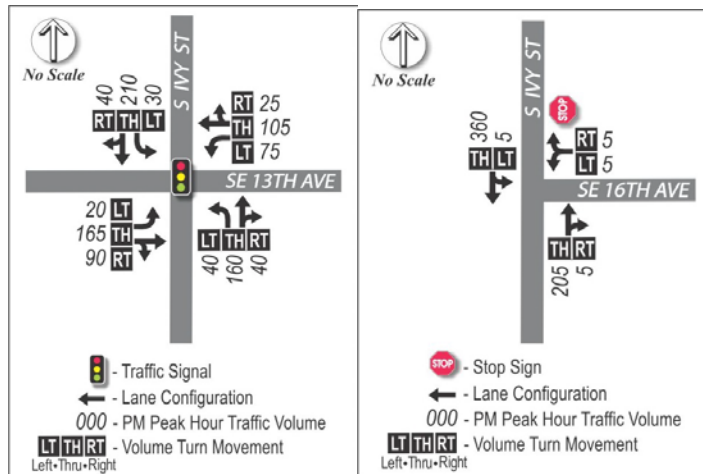 No Scale
S IVY ST
40 210 30
RT TH LT
RT 25
TH 105
LT 75
SE 13TH AVE
20 LT
165 TH
90 RT
LT TH RT
40 160 40
- Traffic Signal
- Lane Configuration
000 - PM Peak Hour Traffic Volume
LT TH RT - Volume Turn Movement
Left•Thru•Right
No Scale
S IVY ST
STOP
360 5
TH LT
RT 5
LT 5
SE 16TH AVE
TH RT
205 5
STOP - Stop Sign
- Lane Configuration
000 - PM Peak Hour Traffic Volume
LT TH RT - Volume Turn Movement
Left•Thru•Right